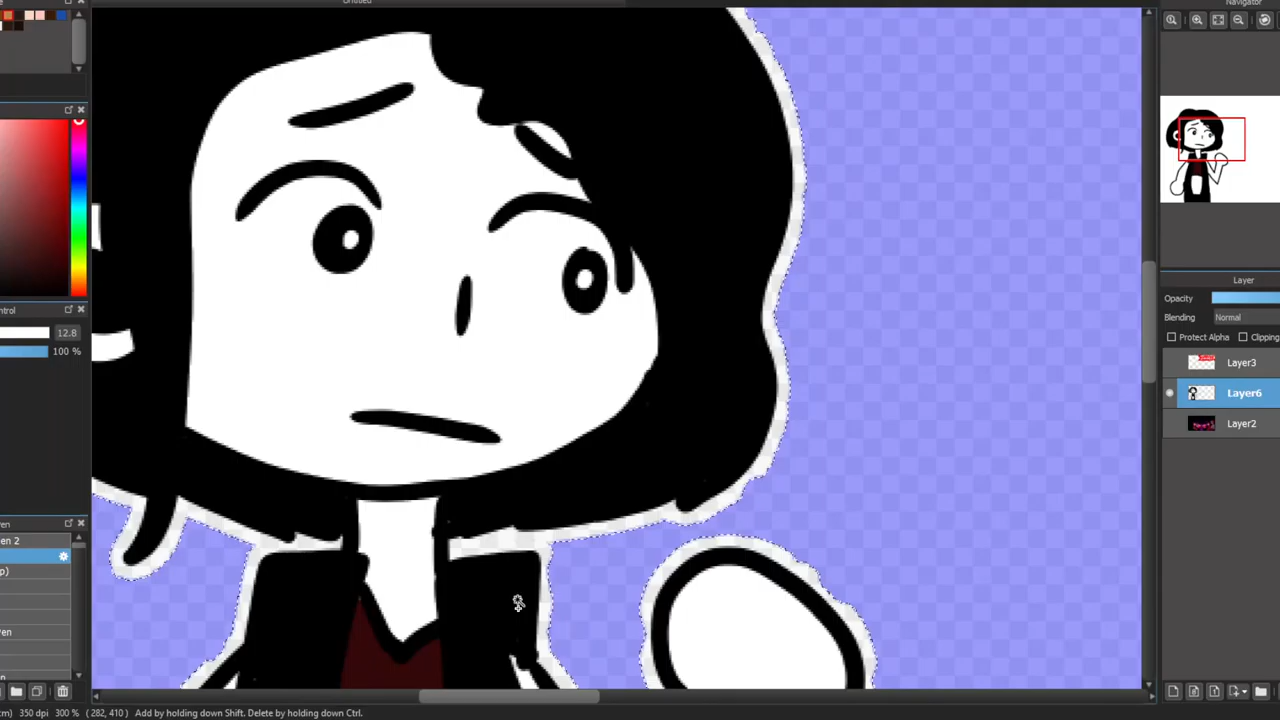 Untitled
Navigator
Layer
Opacity
Blending Normal
Protect Alpha Clipping
Layer3
Layer6
Layer2
12.8
100 %
350 dpi 300 % ( 282, 410 ) Add by holding down Shift. Delete by holding down Ctrl.